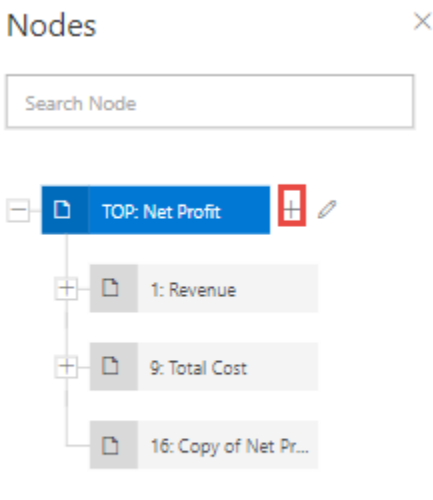 Nodes
Search Node
TOP: Net Profit
1: Revenue
9: Total Cost
16: Copy of Net Pr...